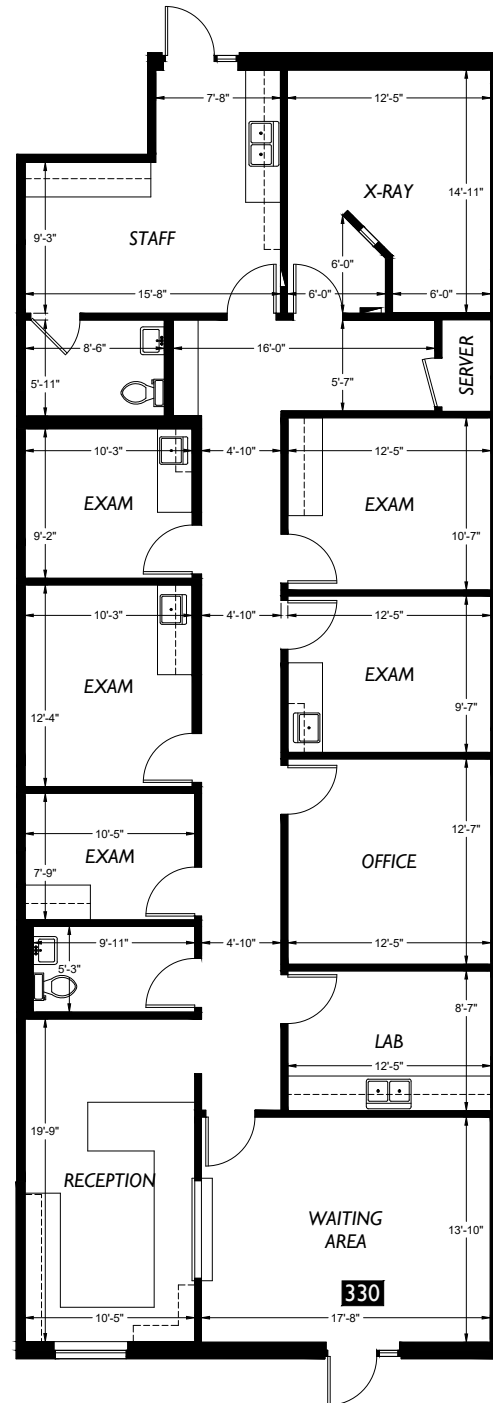 7'-8"
12'-5"
X-RAY
14'-11"
9'-3"
STAFF
6'-0"
15'-8"
6'-0"
6'-0"
8'-6"
16'-0"
SERVER
5'-11"
5'-7"
10'-3"
4'-10"
12'-5"
EXAM
EXAM
9'-2"
10'-7"
10'-3"
4'-10"
12'-5"
EXAM
EXAM
12'-4"
9'-7"
10'-5"
12'-7"
EXAM
OFFICE
7'-9"
9'-11"
4'-10"
12'-5"
5'-3"
8'-7"
LAB
12'-5"
19'-9"
RECEPTION
WAITING
AREA
13'-10"
330
10'-5"
17'-8"